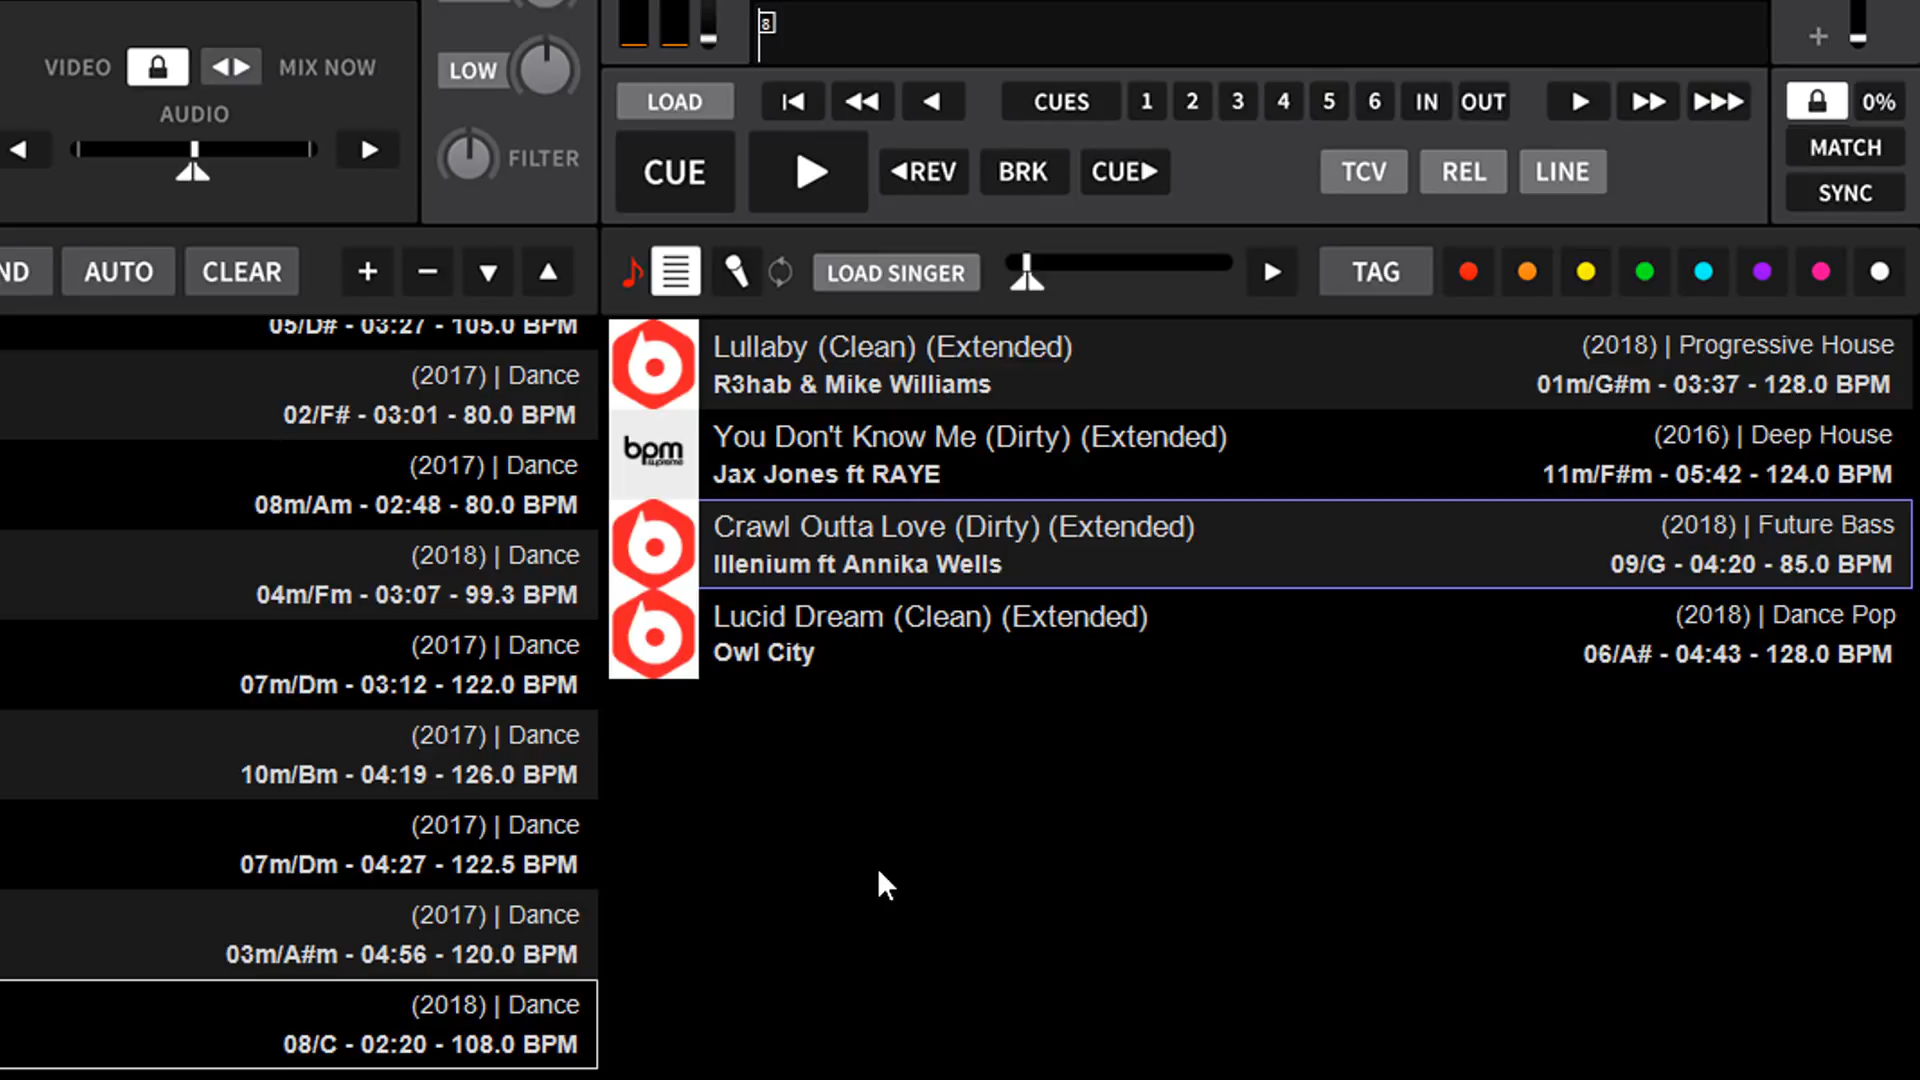 8
VIDEO MIX NOW
LOW
AUDIO
FILTER
LOAD CUES 1 2 3 4 5 6 IN OUT 0%
CUE REV BRK CUE TCV REL LINE
MATCH
SYNC
ND AUTO CLEAR + − LOAD SINGER TAG
05/D# - 03:27 - 105.0 BPM
(2017) | Dance
02/F# - 03:01 - 80.0 BPM
(2017) | Dance
08m/Am - 02:48 - 80.0 BPM
(2018) | Dance
04m/Fm - 03:07 - 99.3 BPM
(2017) | Dance
07m/Dm - 03:12 - 122.0 BPM
(2017) | Dance
10m/Bm - 04:19 - 126.0 BPM
(2017) | Dance
07m/Dm - 04:27 - 122.5 BPM
(2017) | Dance
03m/A#m - 04:56 - 120.0 BPM
(2018) | Dance
08/C - 02:20 - 108.0 BPM
Lullaby (Clean) (Extended) (2018) | Progressive House
R3hab & Mike Williams 01m/G#m - 03:37 - 128.0 BPM
bpm supreme
You Don't Know Me (Dirty) (Extended) (2016) | Deep House
Jax Jones ft RAYE 11m/F#m - 05:42 - 124.0 BPM
Crawl Outta Love (Dirty) (Extended) (2018) | Future Bass
Illenium ft Annika Wells 09/G - 04:20 - 85.0 BPM
Lucid Dream (Clean) (Extended) (2018) | Dance Pop
Owl City 06/A# - 04:43 - 128.0 BPM